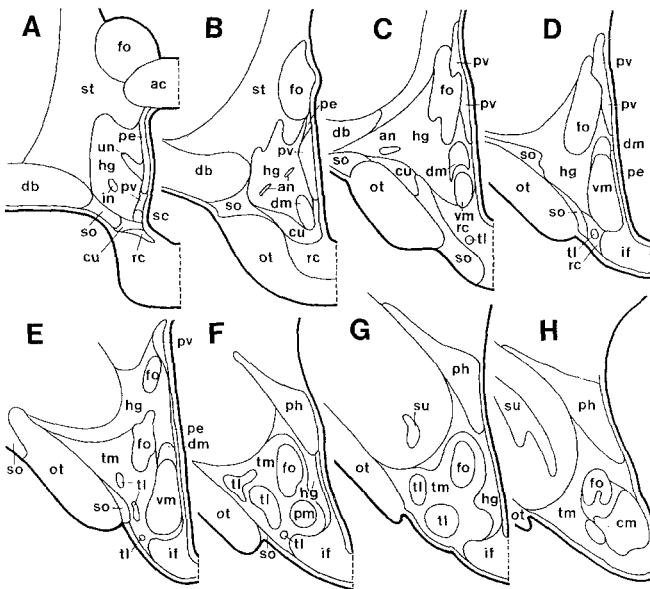 A
fo
ac
st
pe
un
hg
in
pv
db
so
sc
cu
rc
B
st
fo
pe
pv
db
hg
an
dm
so
cu
ot
rc
C
pv
fo
pv
db
an
hg
so
dm
cu
ot
vm
rc
tl
so
D
pv
fo
pv
so
dm
hg
pe
ot
vm
so
tl
rc
if
E
pv
fo
hg
pe
dm
fo
tm
so
ot
tl
vm
so
tl
if
F
ph
tm
fo
tl
tl
hg
pm
ot
tl
so
if
G
ph
su
fo
ot
tl
tm
hg
tl
if
H
su
ph
fo
ot
tm
cm